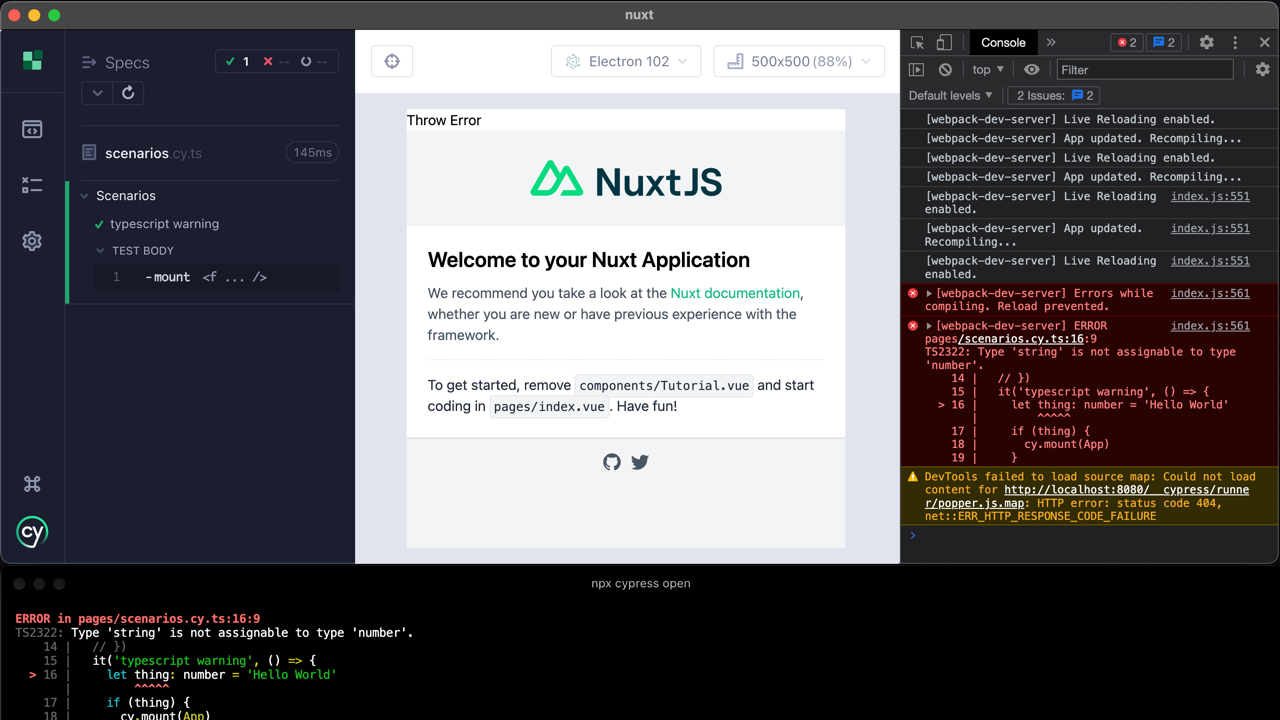 nuxt
Specs
1 -- --
scenarios.cy.ts 145ms
Scenarios
typescript warning
TEST BODY
1 -mount <f ... />
cy
Electron 102
500x500 (88%)
Throw Error
NuxtJS
Welcome to your Nuxt Application
We recommend you take a look at the Nuxt documentation,
whether you are new or have previous experience with the
framework.
To get started, remove components/Tutorial.vue and start
coding in pages/index.vue. Have fun!
Console » 2 2
top Filter
Default levels 2 Issues: 2
[webpack-dev-server] Live Reloading enabled.
[webpack-dev-server] App updated. Recompiling...
[webpack-dev-server] Live Reloading enabled.
[webpack-dev-server] App updated. Recompiling...
[webpack-dev-server] Live Reloading index.js:551
enabled.
[webpack-dev-server] App updated. index.js:551
Recompiling...
[webpack-dev-server] Live Reloading index.js:551
enabled.
[webpack-dev-server] Errors while index.js:561
compiling. Reload prevented.
[webpack-dev-server] ERROR index.js:561
pages/scenarios.cy.ts:16:9
TS2322: Type 'string' is not assignable to type
'number'.
14 | // })
15 | it('typescript warning', () => {
> 16 | let thing: number = 'Hello World'
| ^^^^^
17 | if (thing) {
18 | cy.mount(App)
19 | }
DevTools failed to load source map: Could not load
content for http://localhost:8080/__cypress/runne
r/popper.js.map: HTTP error: status code 404,
net::ERR_HTTP_RESPONSE_CODE_FAILURE
>
npx cypress open
ERROR in pages/scenarios.cy.ts:16:9
TS2322: Type 'string' is not assignable to type 'number'.
14 | // })
15 | it('typescript warning', () => {
> 16 | let thing: number = 'Hello World'
| ^^^^^
17 | if (thing) {
18 | cy.mount(App)